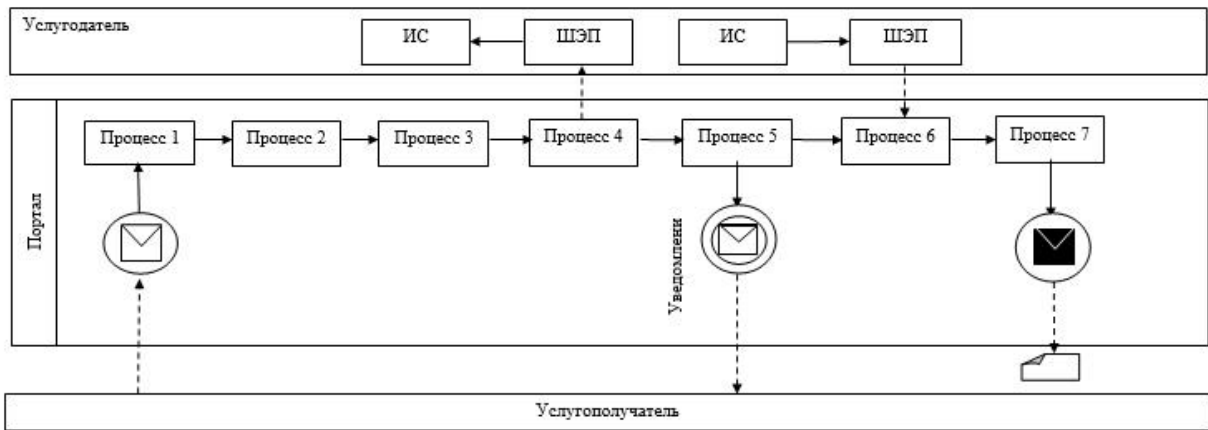 Услугодатель
ИС
ШЭП
ИС
ШЭП
Процесс 1
Процесс 2
Процесс 3
Процесс 4
Процесс 5
Процесс 6
Процесс 7
Портал
Уведомлени
Услугополучатель